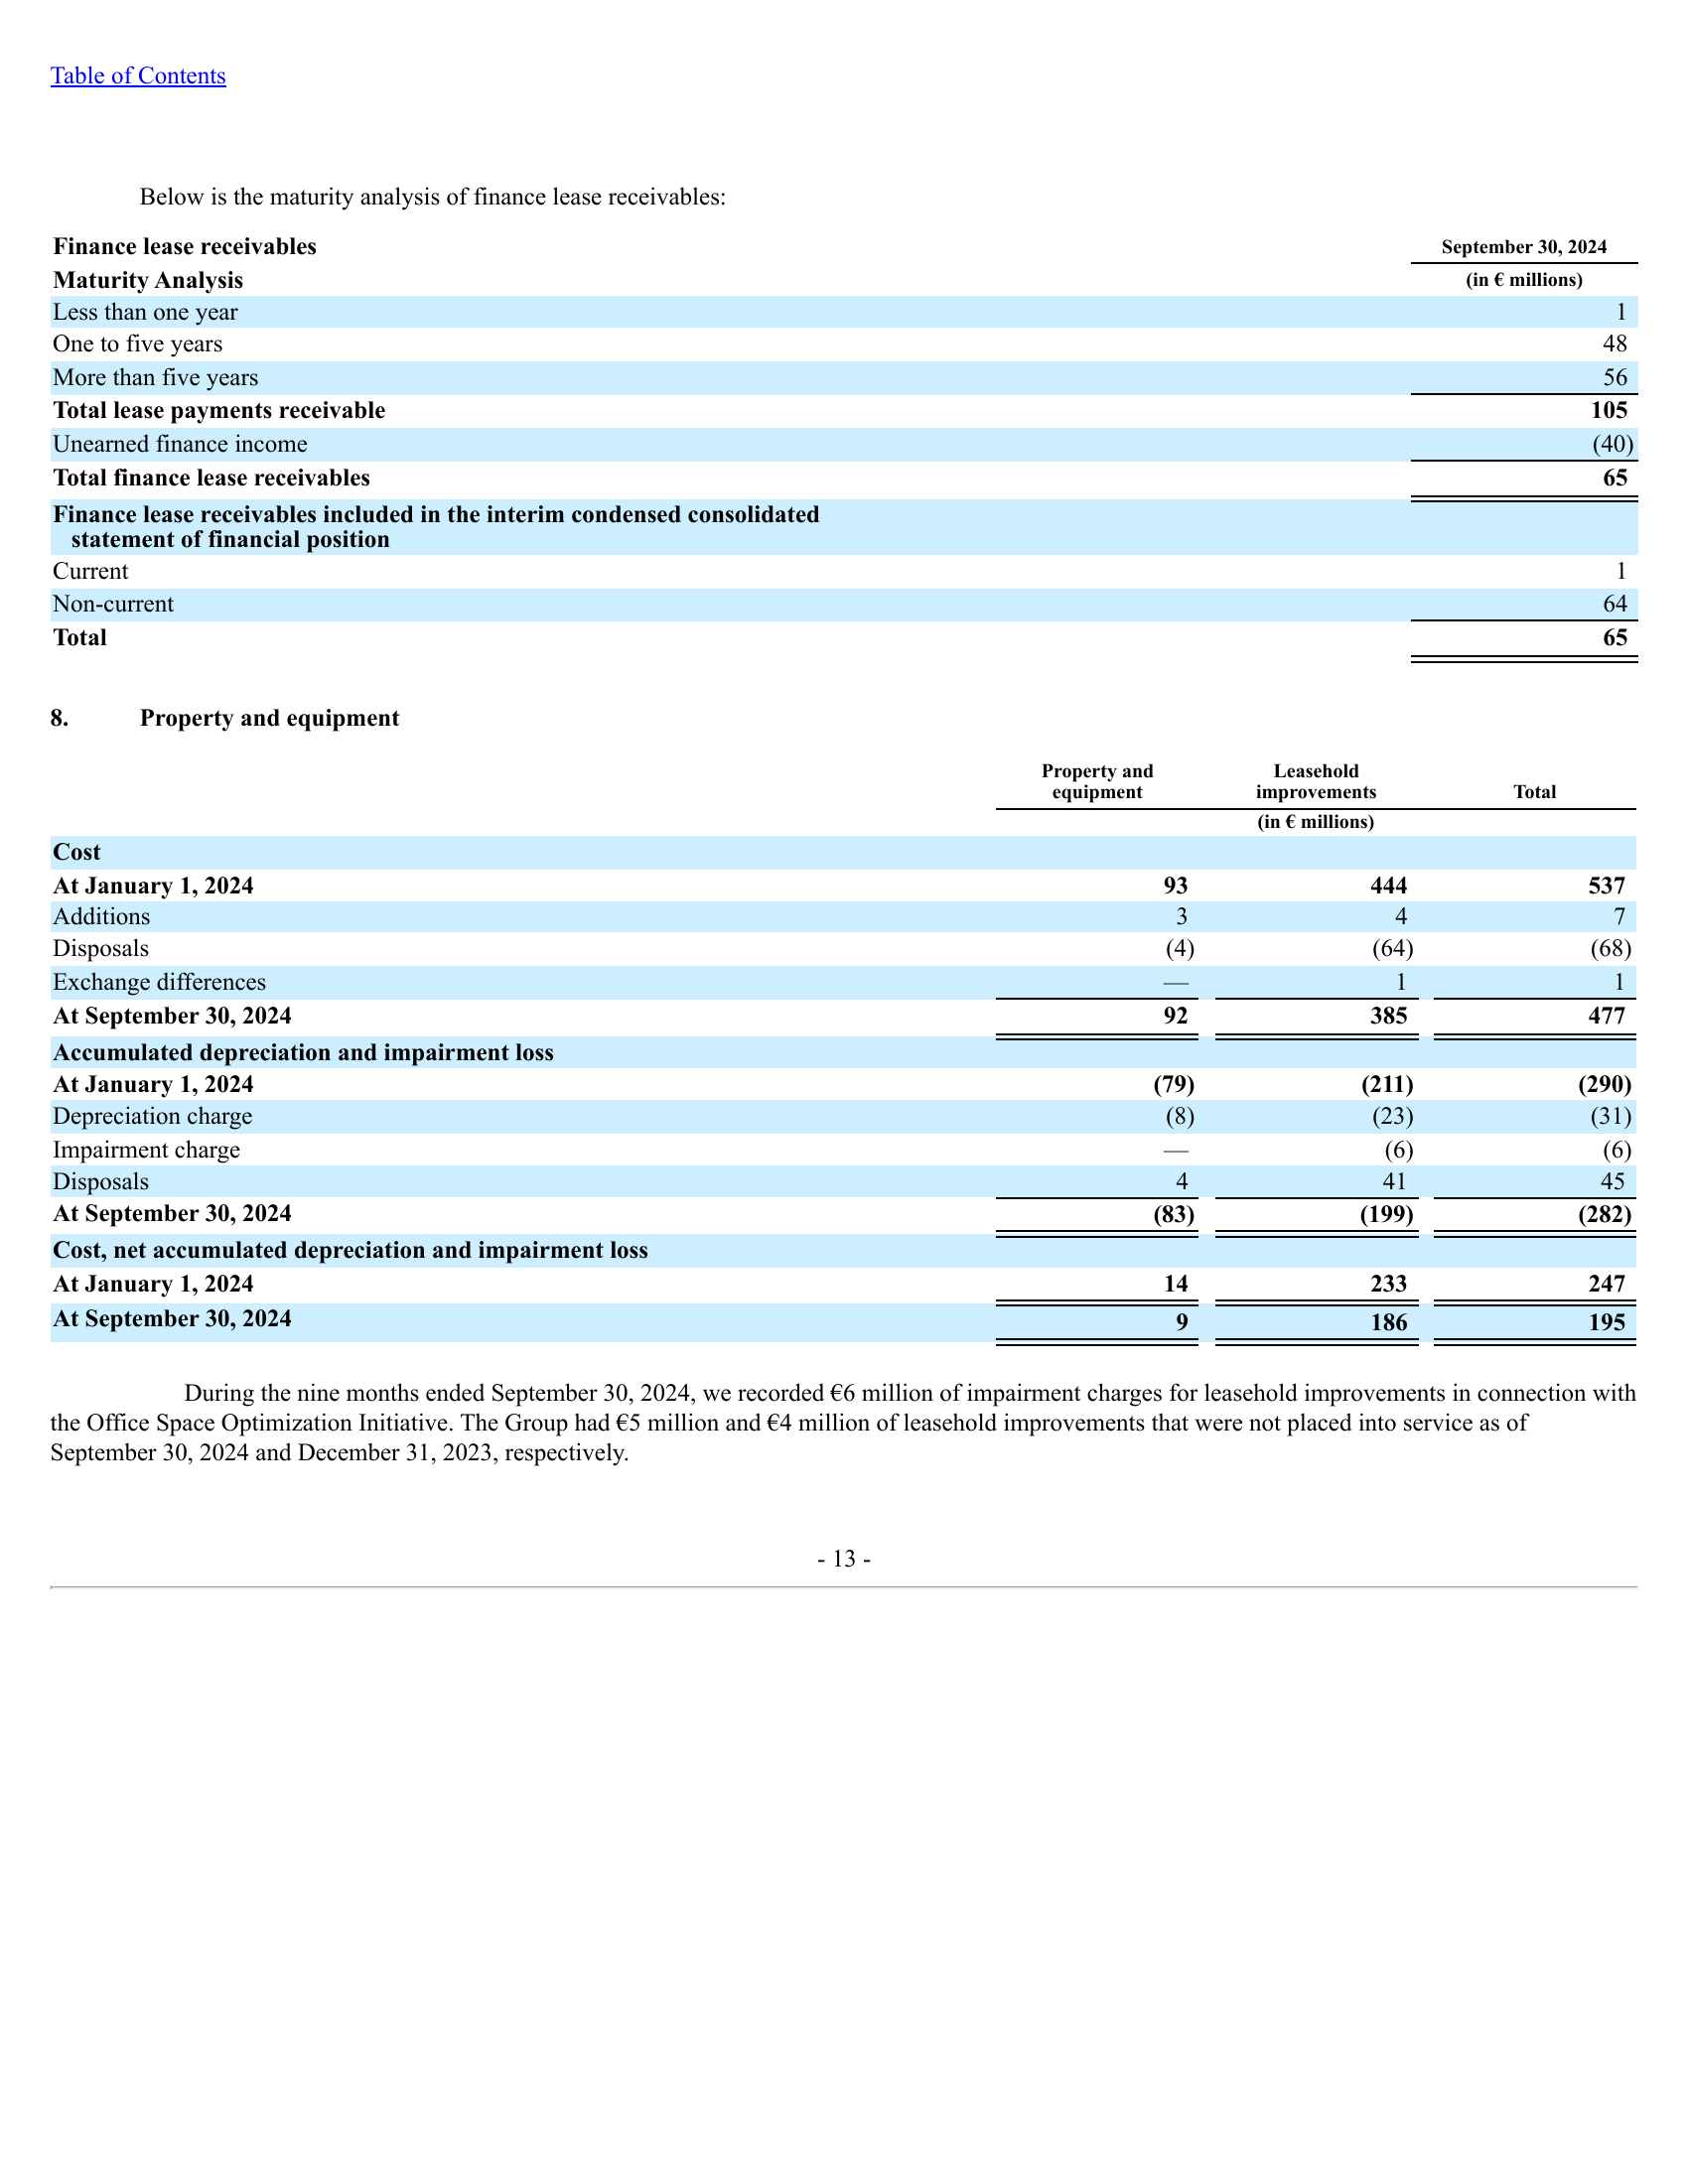 Table of Contents
Below is the maturity analysis of finance lease receivables:
Finance lease receivables September 30, 2024
Maturity Analysis (in € millions)
Less than one year 1
One to five years 48
More than five years 56
Total lease payments receivable 105
Unearned finance income (40)
Total finance lease receivables 65
Finance lease receivables included in the interim condensed consolidated
statement of financial position
Current 1
Non-current 64
Total 65
8. Property and equipment
Property and Leasehold
equipment improvements Total
(in € millions)
Cost
At January 1, 2024 93 444 537
Additions 3 4 7
Disposals (4) (64) (68)
Exchange differences — 1 1
At September 30, 2024 92 385 477
Accumulated depreciation and impairment loss
At January 1, 2024 (79) (211) (290)
Depreciation charge (8) (23) (31)
Impairment charge — (6) (6)
Disposals 4 41 45
At September 30, 2024 (83) (199) (282)
Cost, net accumulated depreciation and impairment loss
At January 1, 2024 14 233 247
At September 30, 2024 9 186 195
During the nine months ended September 30, 2024, we recorded €6 million of impairment charges for leasehold improvements in connection with
the Office Space Optimization Initiative. The Group had €5 million and €4 million of leasehold improvements that were not placed into service as of
September 30, 2024 and December 31, 2023, respectively.
- 13 -